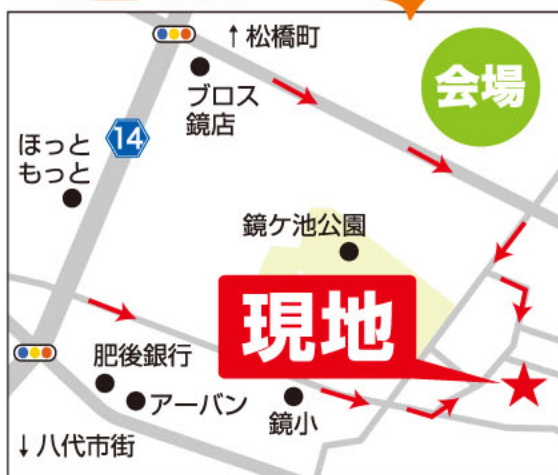 ↑松橋町
会場
ブロス
鏡店
14
ほっと
もっと
鏡ケ池公園
現地
肥後銀行
アーバン
鏡小
↓八代市街